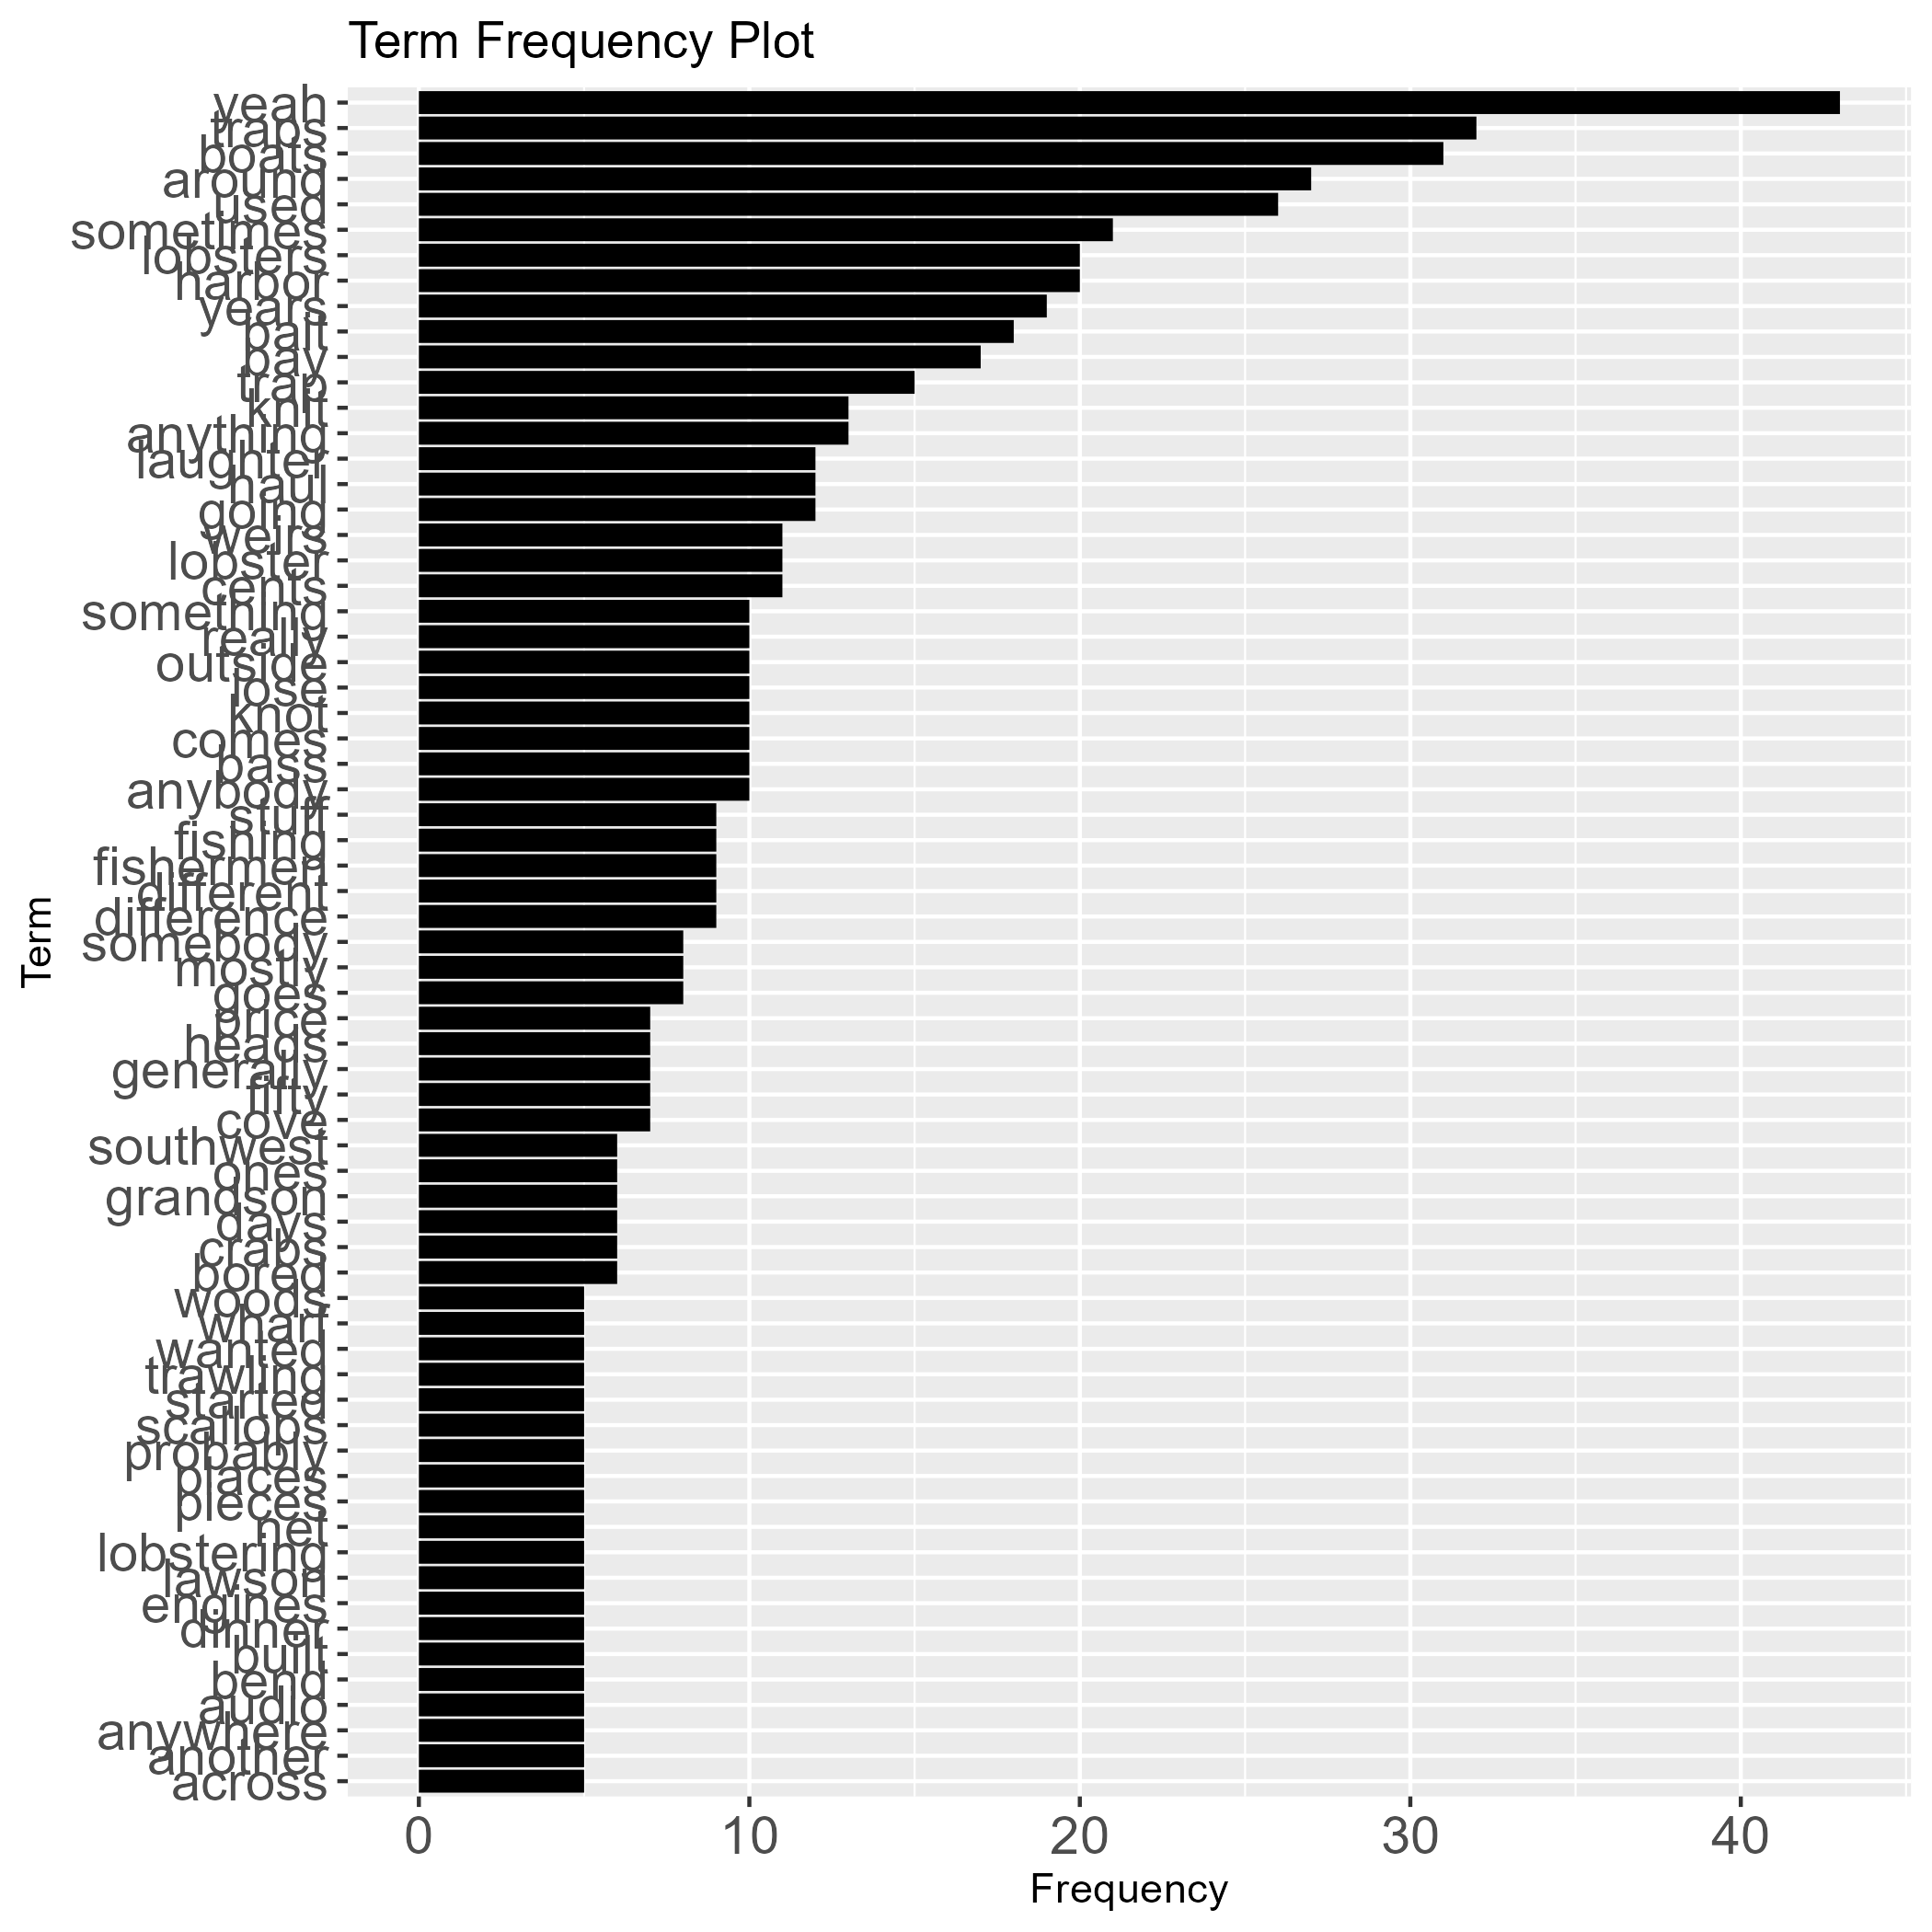 Term Frequency Plot
yeah
traps
boats
around
used
sometimes
lobsters
harbor
years
bait
bay
trap
knit
anything
laughter
haul
going
weirs
lobster
cents
something
really
outside
lose
knot
comes
bass
anybody
stuff
fishing
fishermen
different
difference
somebody
mostly
goes
price
heads
generally
fifty
cove
southwest
ones
grandson
days
crabs
bored
woods
wharf
wanted
trawling
started
scallops
probably
places
pieces
net
lobstering
lawson
engines
dinner
built
bend
audio
anywhere
another
across
Term
0 10 20 30 40
Frequency